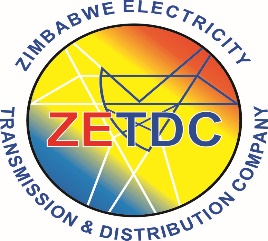 ZIMBABWE ELECTRICITY
ZETDC
TRANSMISSION & DISTRIBUTION COMPANY